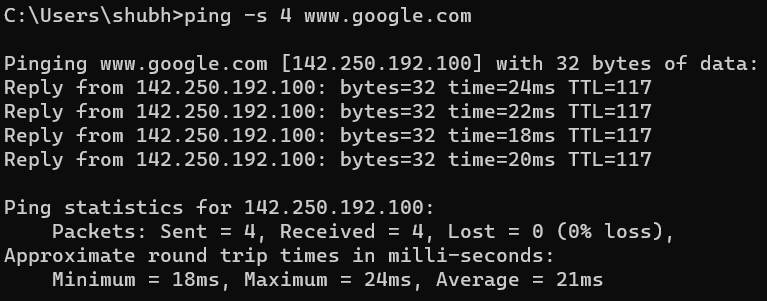 C:\Users\shubh>ping -s 4 www.google.com
Pinging www.google.com [142.250.192.100] with 32 bytes of data:
Reply from 142.250.192.100: bytes=32 time=24ms TTL=117
Reply from 142.250.192.100: bytes=32 time=22ms TTL=117
Reply from 142.250.192.100: bytes=32 time=18ms TTL=117
Reply from 142.250.192.100: bytes=32 time=20ms TTL=117
Ping statistics for 142.250.192.100:
Packets: Sent = 4, Received = 4, Lost = 0 (0% loss),
Approximate round trip times in milli-seconds:
Minimum = 18ms, Maximum = 24ms, Average = 21ms